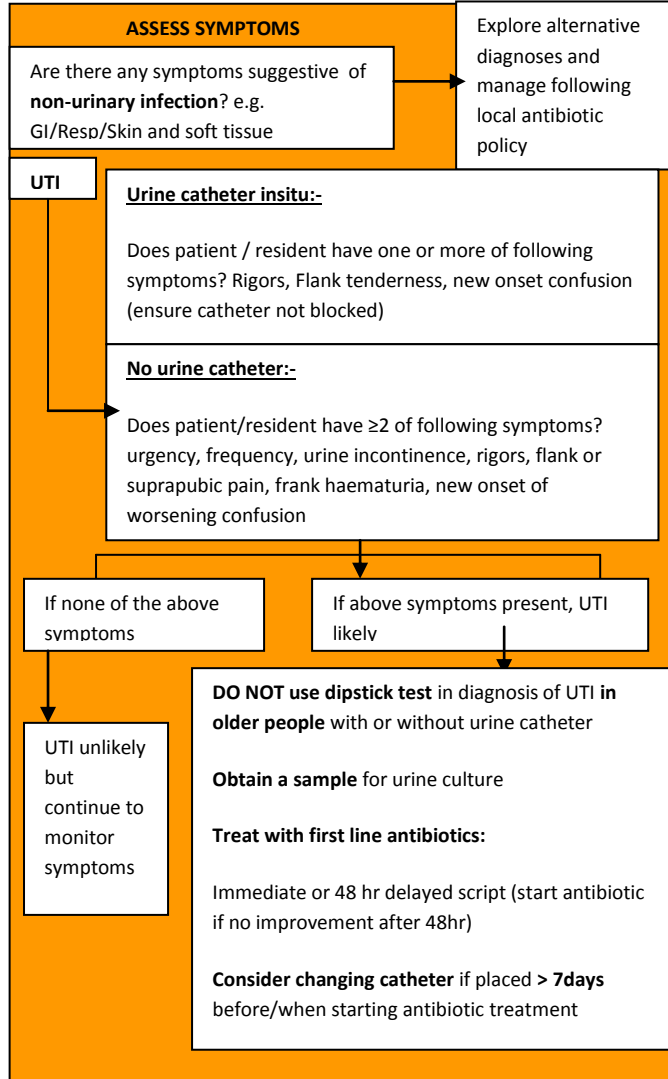 ASSESS SYMPTOMS
Are there any symptoms suggestive of
non-urinary infection? e.g.
GI/Resp/Skin and soft tissue
Explore alternative
diagnoses and
manage following
local antibiotic
policy
UTI
Urine catheter insitu:-
Does patient / resident have one or more of following
symptoms? Rigors, Flank tenderness, new onset confusion
(ensure catheter not blocked)
No urine catheter:-
Does patient/resident have ≥2 of following symptoms?
urgency, frequency, urine incontinence, rigors, flank or
suprapubic pain, frank haematuria, new onset of
worsening confusion
If none of the above
symptoms
If above symptoms present, UTI
likely
UTI unlikely
but
continue to
monitor
symptoms
DO NOT use dipstick test in diagnosis of UTI in
older people with or without urine catheter
Obtain a sample for urine culture
Treat with first line antibiotics:
Immediate or 48 hr delayed script (start antibiotic
if no improvement after 48hr)
Consider changing catheter if placed > 7days
before/when starting antibiotic treatment